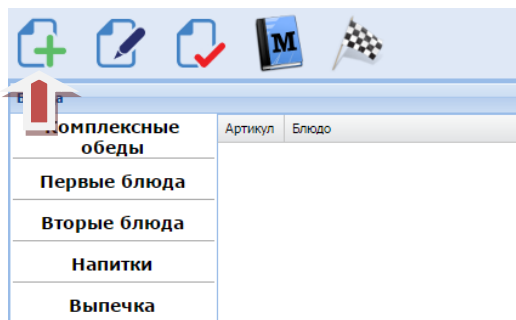 M
Комплексные
обеды
Артикул Блюдо
Первые блюда
Вторые блюда
Напитки
Выпечка